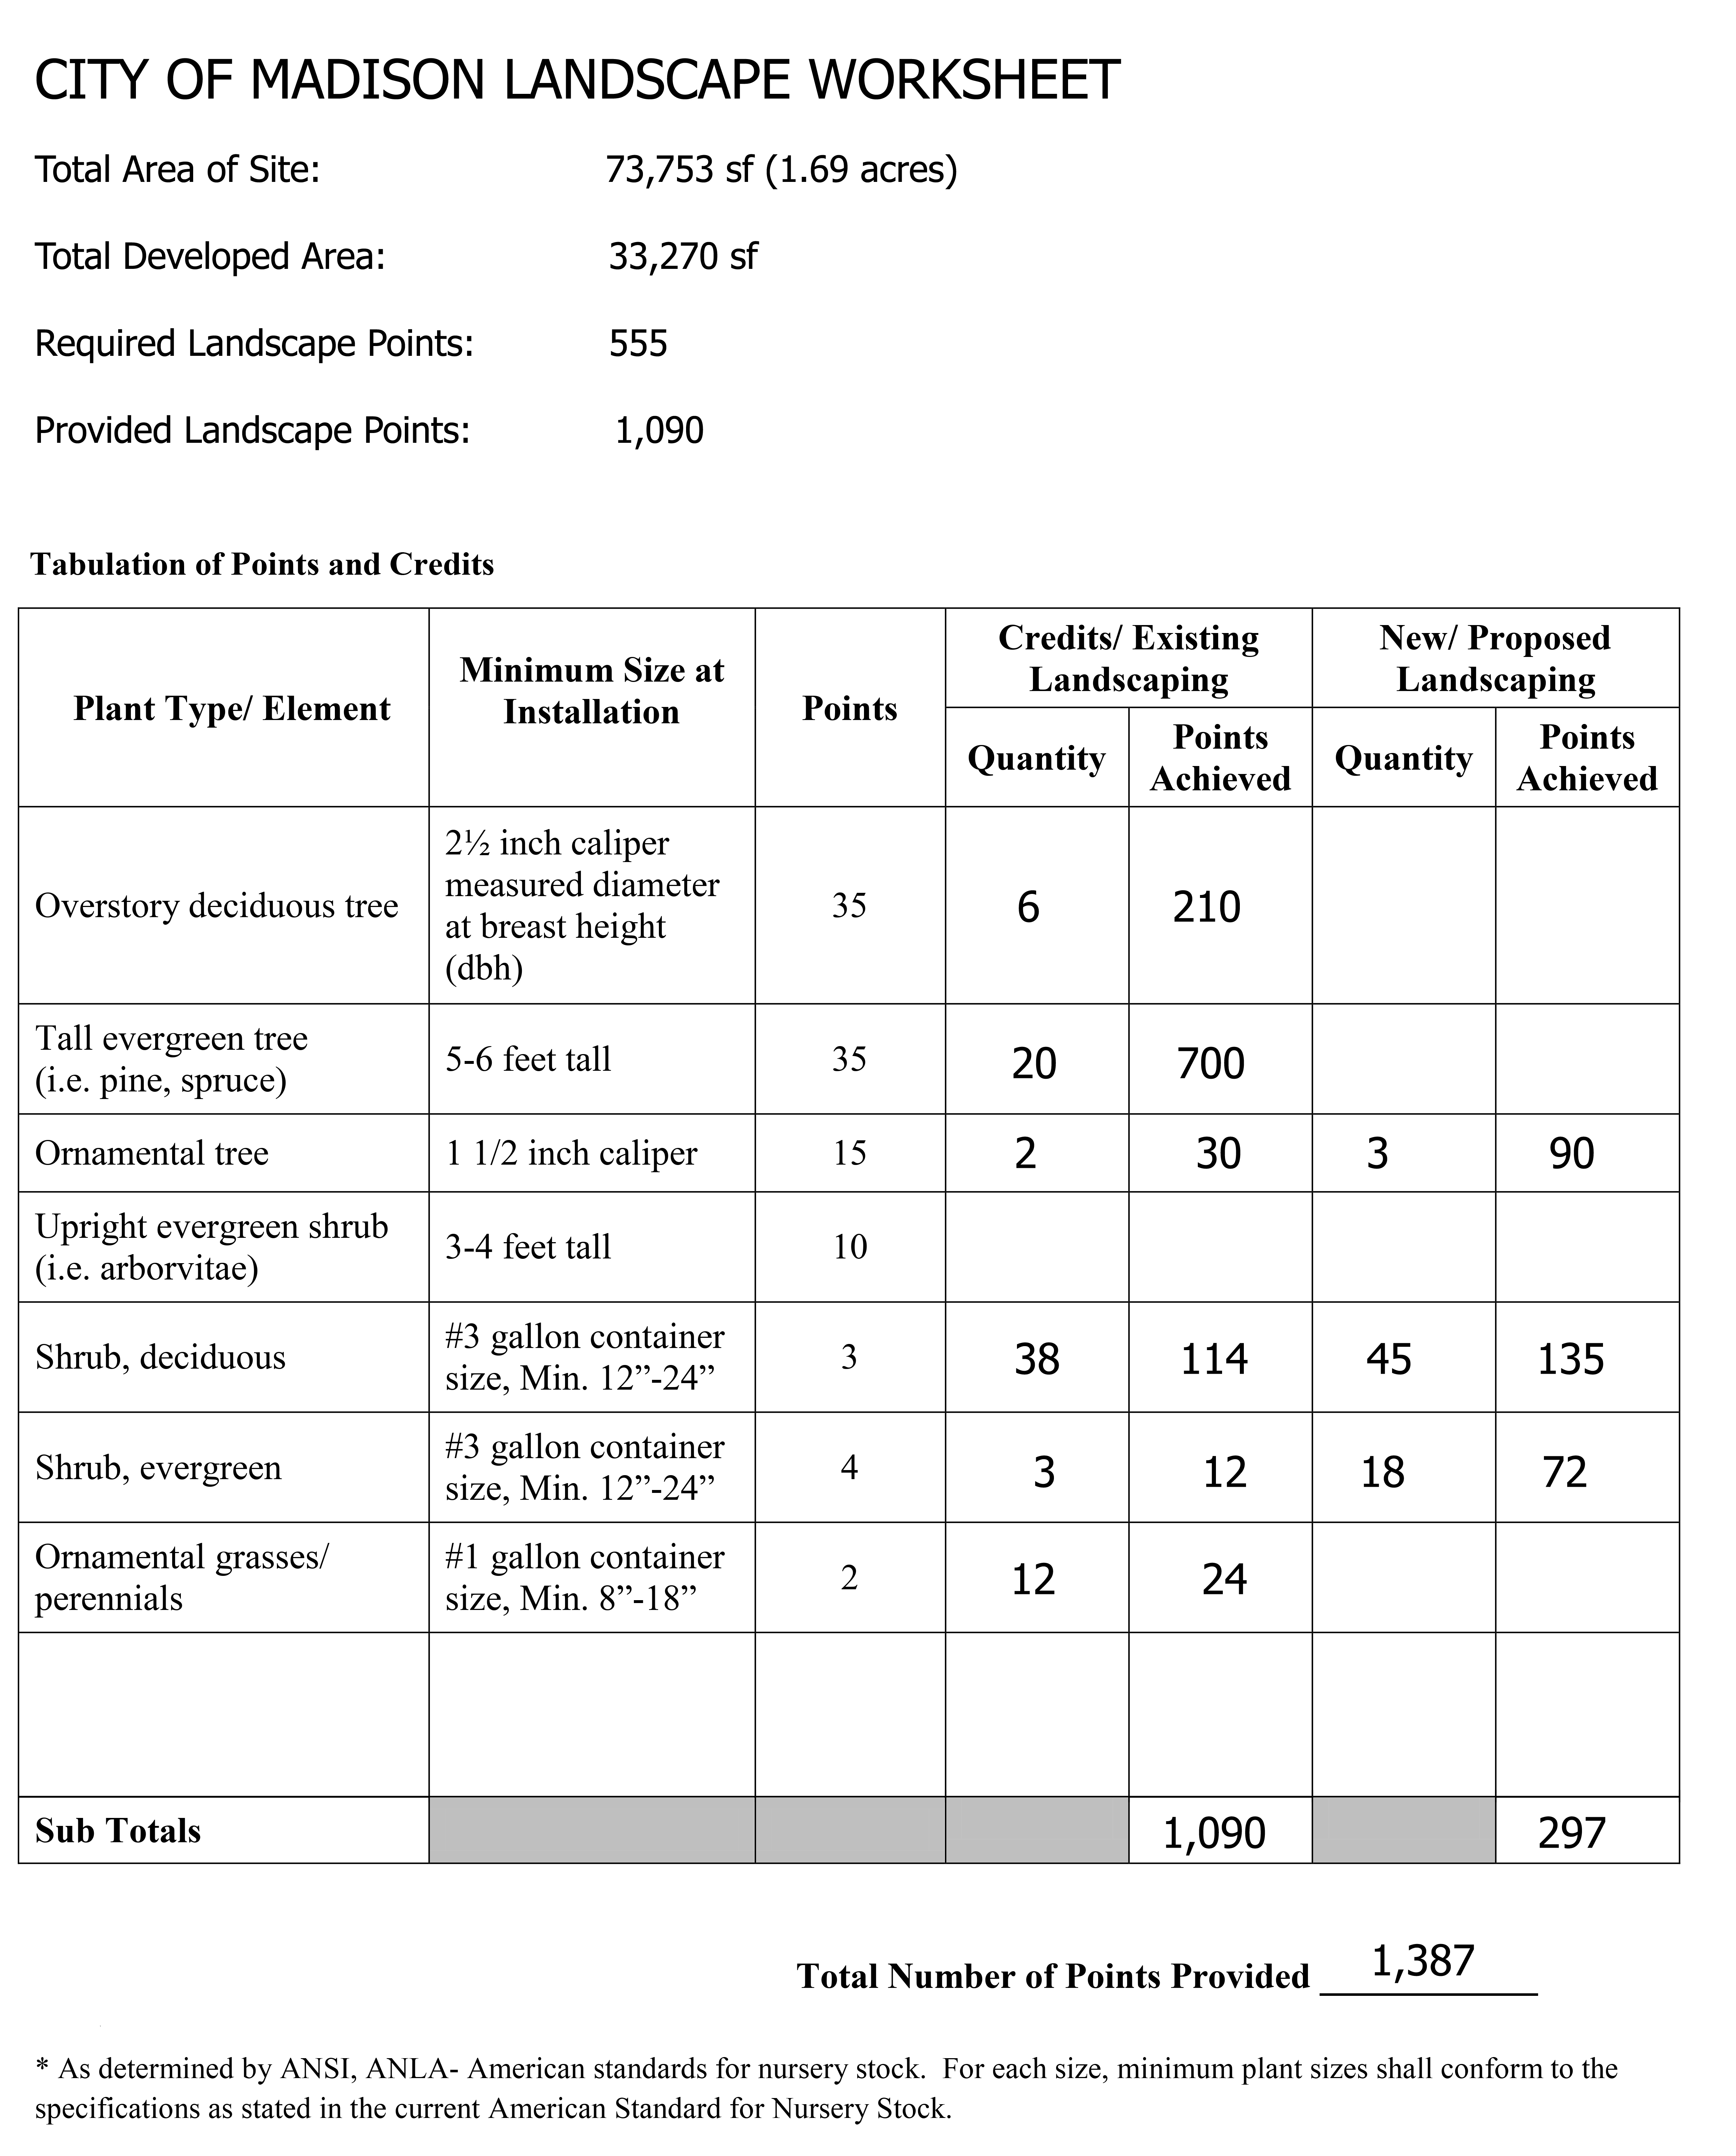 CITY OF MADISON LANDSCAPE WORKSHEET
Total Area of Site: 73,753 sf (1.69 acres)
Total Developed Area: 33,270 sf
Required Landscape Points: 555
Provided Landscape Points: 1,090
Tabulation of Points and Credits
Plant Type/ Element
Minimum Size at
Installation
Points
Credits/ Existing
Landscaping
New/ Proposed
Landscaping
Quantity
Points
Achieved
Quantity
Points
Achieved
Overstory deciduous tree
2½ inch caliper
measured diameter
at breast height
(dbh)
35
6
210
Tall evergreen tree
(i.e. pine, spruce)
5-6 feet tall
35
20
700
Ornamental tree
1 1/2 inch caliper
15
2
30
3
90
Upright evergreen shrub
(i.e. arborvitae)
3-4 feet tall
10
Shrub, deciduous
#3 gallon container
size, Min. 12”-24”
3
38
114
45
135
Shrub, evergreen
#3 gallon container
size, Min. 12”-24”
4
3
12
18
72
Ornamental grasses/
perennials
#1 gallon container
size, Min. 8”-18”
2
12
24
Sub Totals
1,090
297
Total Number of Points Provided 1,387
* As determined by ANSI, ANLA- American standards for nursery stock. For each size, minimum plant sizes shall conform to the
specifications as stated in the current American Standard for Nursery Stock.